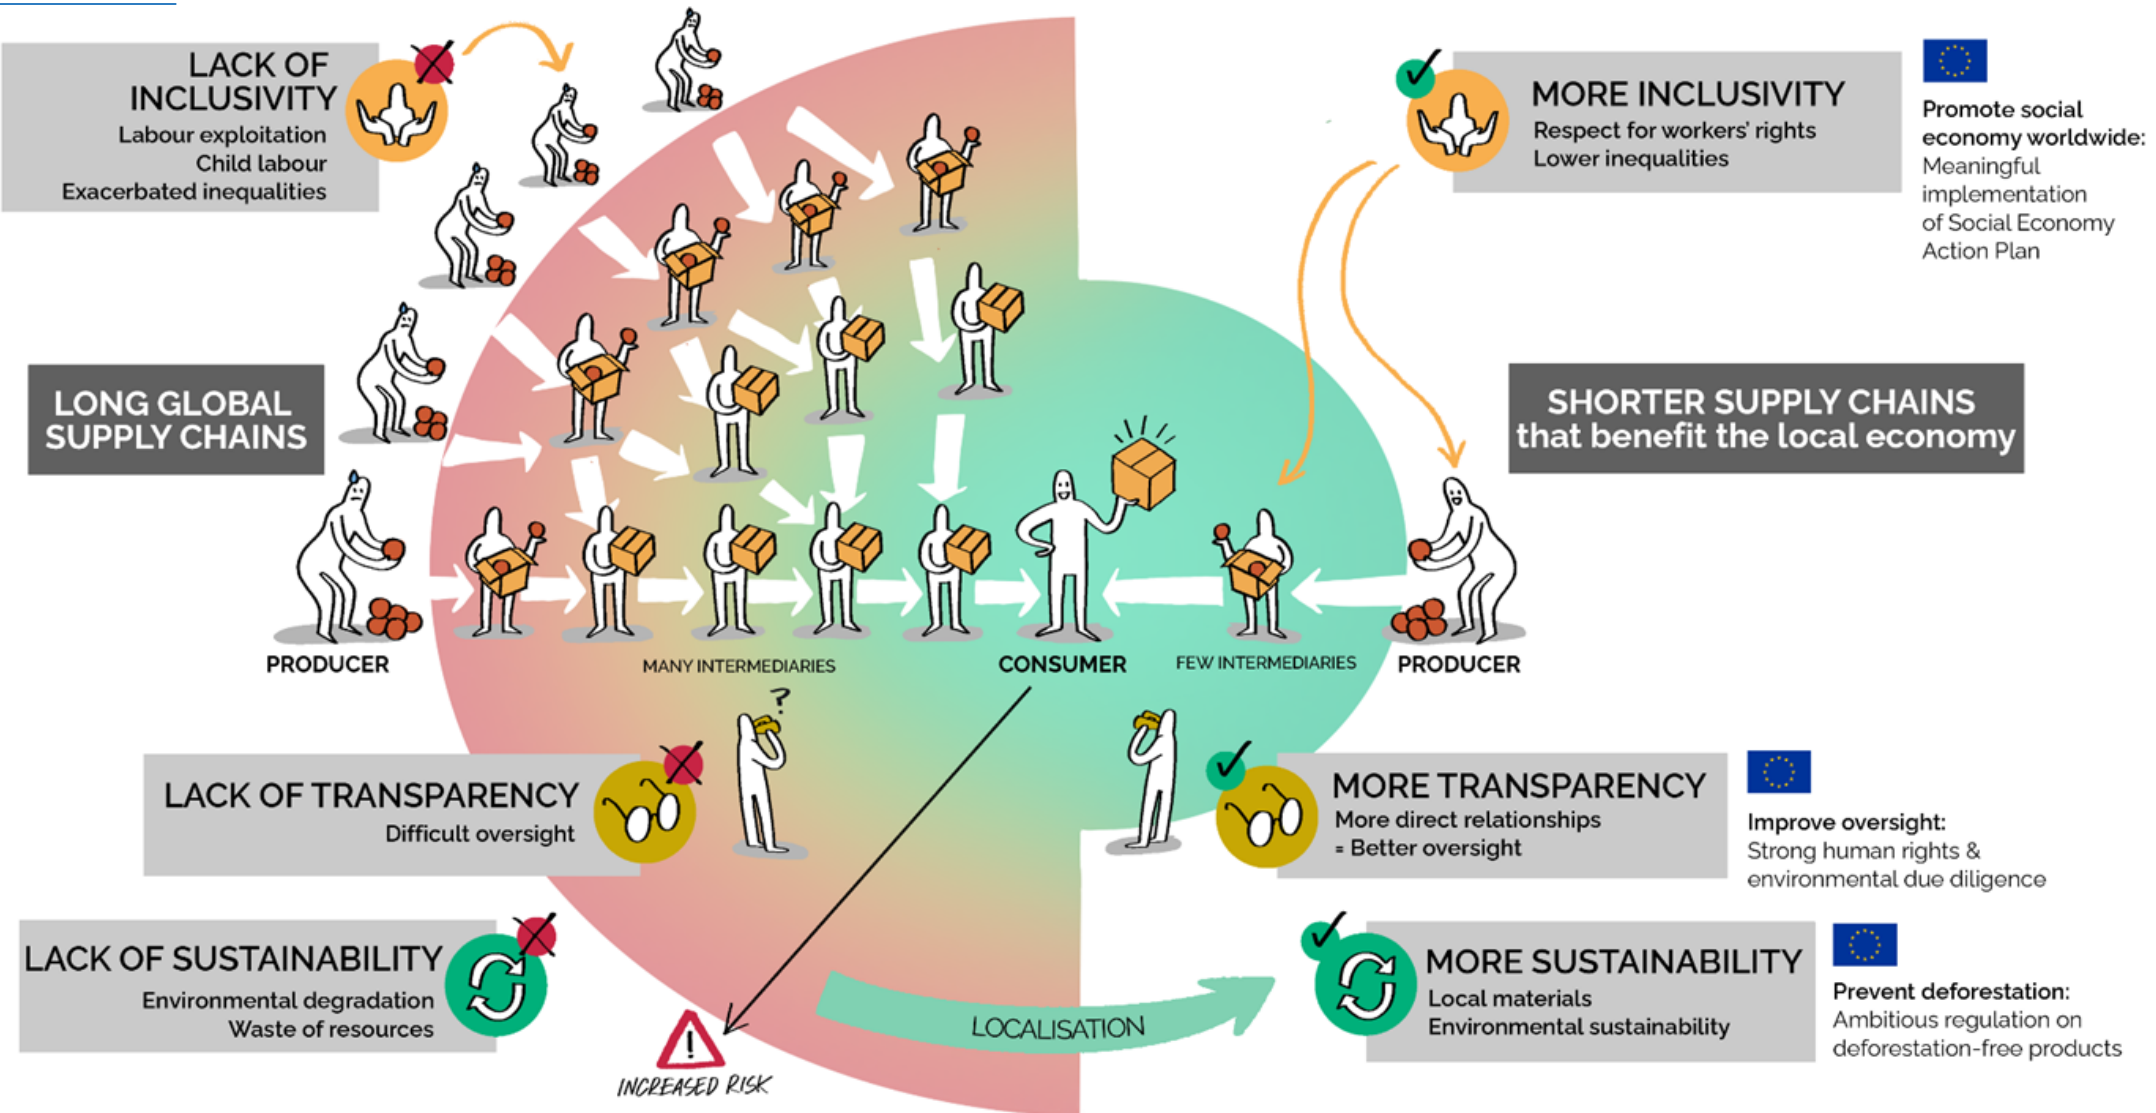 LACK OF
INCLUSIVITY
Labour exploitation
Child labour
Exacerbated inequalities
MORE INCLUSIVITY
Respect for workers' rights
Lower inequalities
Promote social
economy worldwide:
Meaningful
implementation
of Social Economy
Action Plan
LONG GLOBAL
SUPPLY CHAINS
SHORTER SUPPLY CHAINS
that benefit the local economy
PRODUCER
MANY INTERMEDIARIES
CONSUMER
FEW INTERMEDIARIES
PRODUCER
?
LACK OF TRANSPARENCY
Difficult oversight
MORE TRANSPARENCY
More direct relationships
= Better oversight
Improve oversight:
Strong human rights &
environmental due diligence
LACK OF SUSTAINABILITY
Environmental degradation
Waste of resources
!
INCREASED RISK
LOCALISATION
MORE SUSTAINABILITY
Local materials
Environmental sustainability
Prevent deforestation:
Ambitious regulation on
deforestation-free products